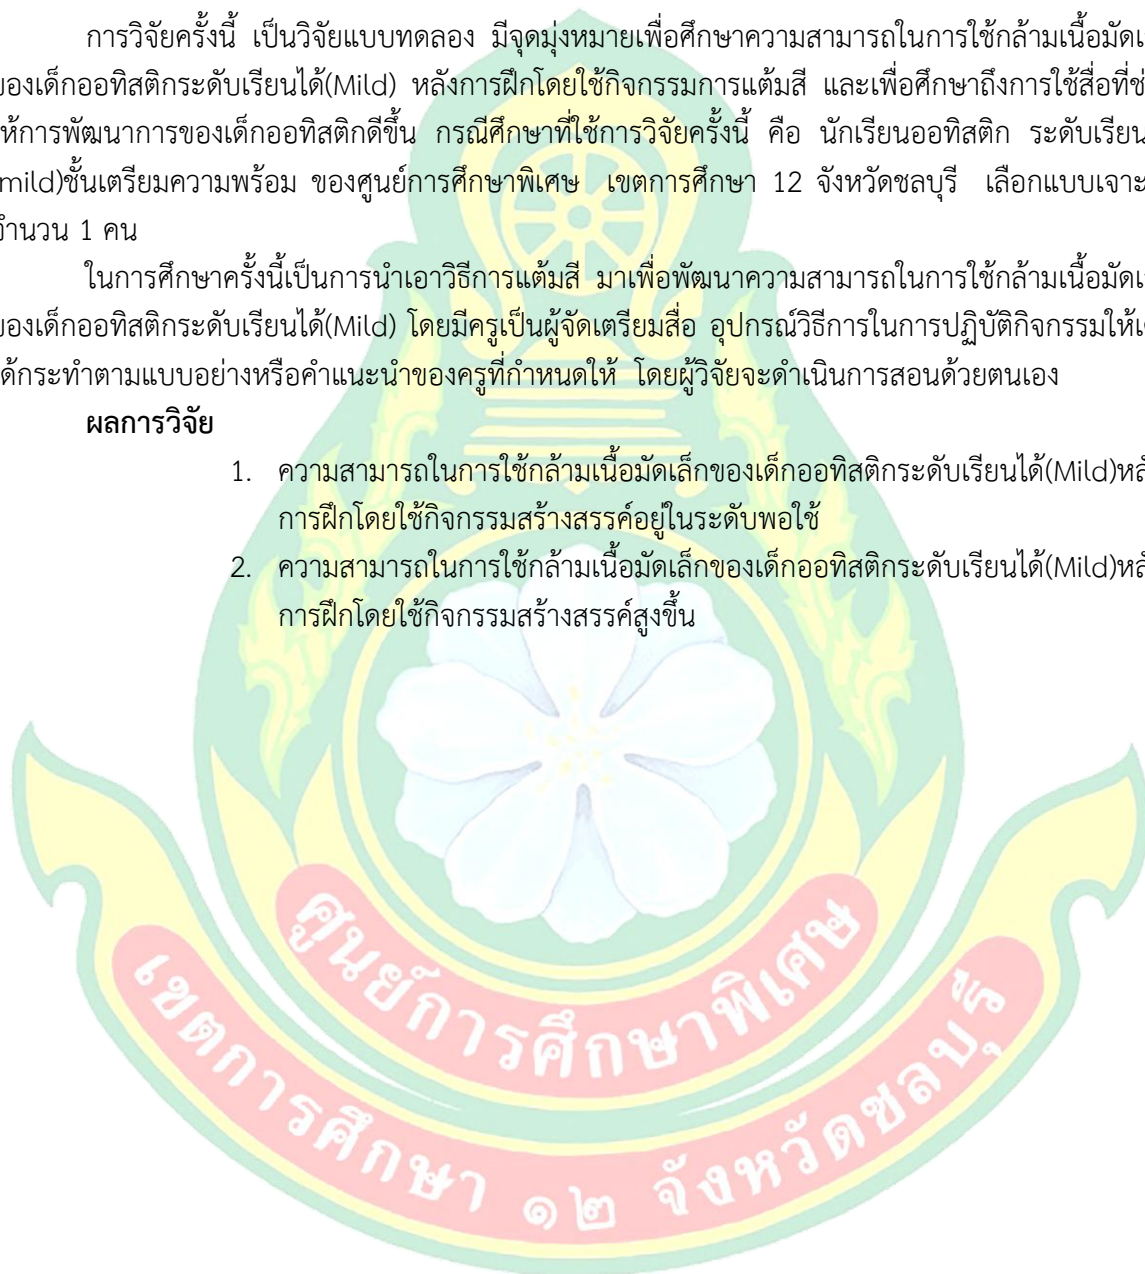 การวิจัยครั้งนี้ เป็นวิจัยแบบทดลอง มีจุดมุ่งหมายเพื่อศึกษาความสามารถในการใช้กล้ามเนื้อมัด
ของเด็กออทิสติกระดับเรียนได้(Mild) หลังการฝึกโดยใช้กิจกรรมการแต้มสี และเพื่อศึกษาถึงการใช้สื่อที่
ให้การพัฒนาการของเด็กออทิสติกดีขึ้น กรณีศึกษาที่ใช้การวิจัยครั้งนี้ คือ นักเรียนออทิสติก ระดับเรียน
mild)ชั้นเตรียมความพร้อม ของศูนย์การศึกษาพิเศษ เขตการศึกษา 12 จังหวัดชลบุรี เลือกแบบเจาะ
จำนวน 1 คน
ในการศึกษาครั้งนี้เป็นการนำเอาวิธีการแต้มสี มาเพื่อพัฒนาความสามารถในการใช้กล้ามเนื้อมัด
ของเด็กออทิสติกระดับเรียนได้(Mild) โดยมีครูเป็นผู้จัดเตรียมสื่อ อุปกรณ์วิธีการในการปฏิบัติกิจกรรมให้
ได้กระทำตามแบบอย่างหรือคำแนะนำของครูที่กำหนดให้ โดยผู้วิจัยจะดำเนินการสอนด้วยตนเอง
ผลการวิจัย
1. ความสามารถในการใช้กล้ามเนื้อมัดเล็กของเด็กออทิสติกระดับเรียนได้(Mild)
การฝึกโดยใช้กิจกรรมสร้างสรรค์อยู่ในระดับพอใช้
2. ความสามารถในการใช้กล้ามเนื้อมัดเล็กของเด็กออทิสติกระดับเรียนได้(Mild)
การฝึกโดยใช้กิจกรรมสร้างสรรค์สูงขึ้น
ศูนย์การศึกษาพิเศษ
เขตการศึกษา ๑๒ จังหวัดชลบุรี